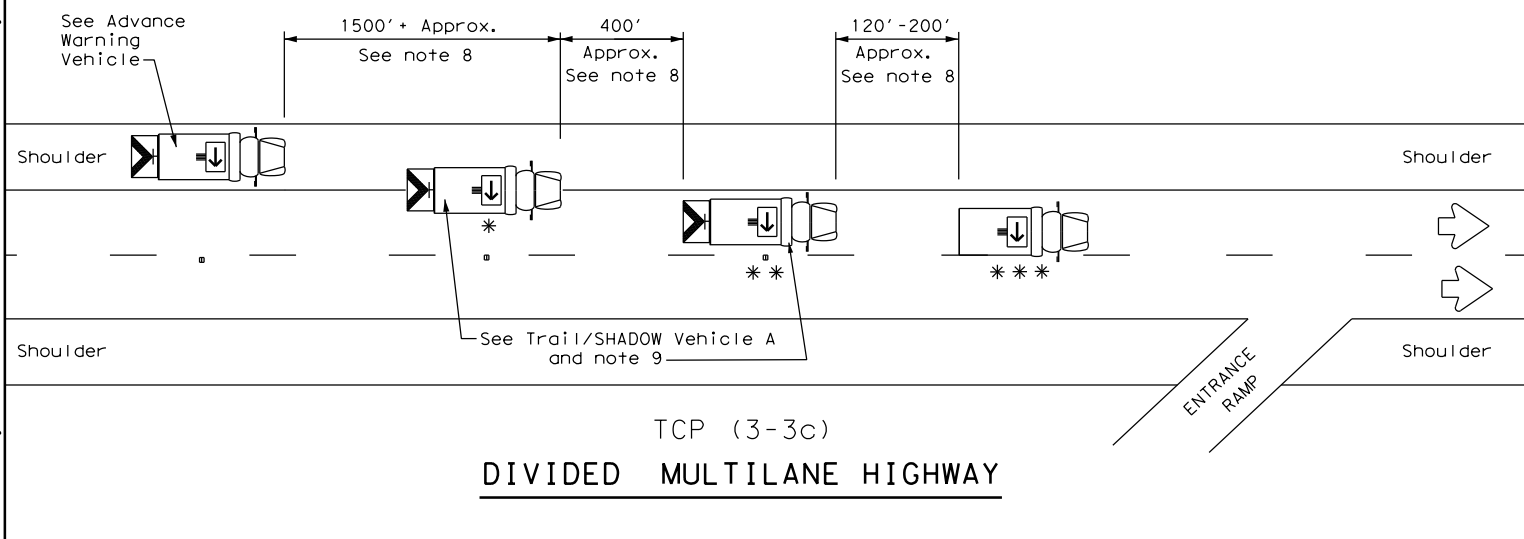 See Advance
Warning
Vehicle
1500'+ Approx.
See note 8
400'
Approx.
See note 8
120'-200'
Approx.
See note 8
Shoulder
Shoulder
*
**
***
See Trail/SHADOW Vehicle A
and note 9
Shoulder
Shoulder
ENTRANCE
RAMP
TCP (3-3c)
DIVIDED MULTILANE HIGHWAY